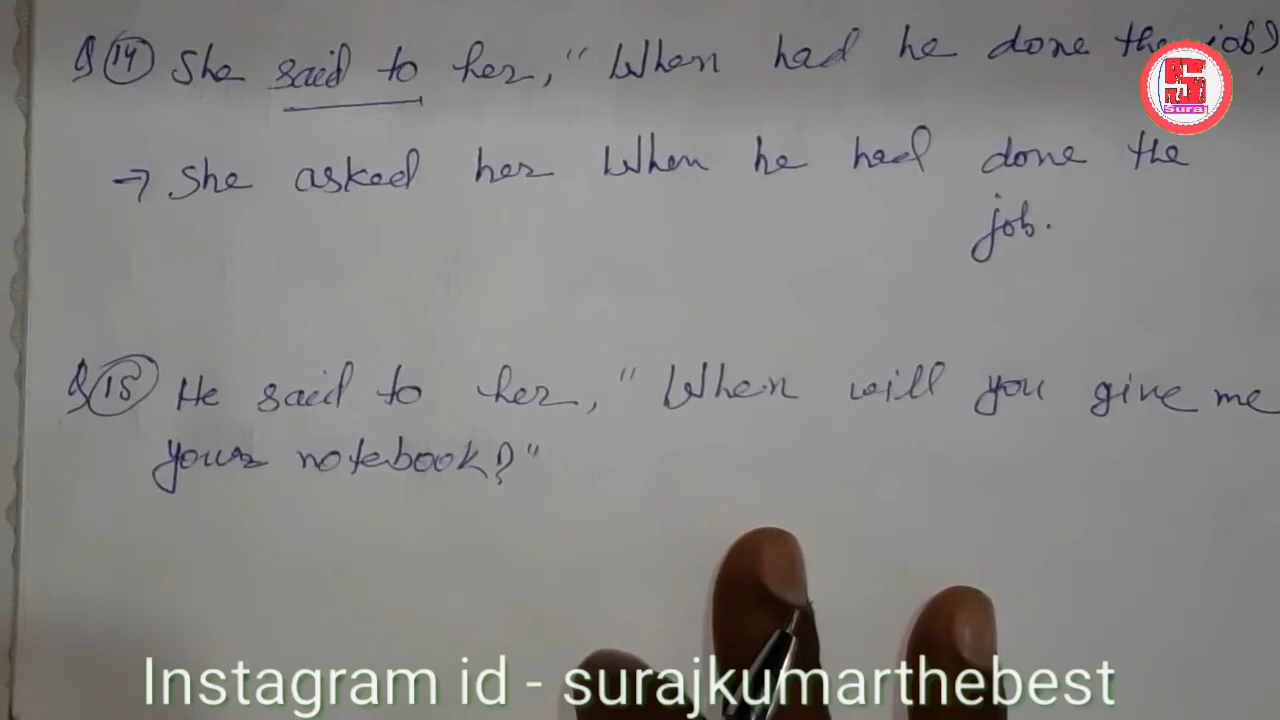 Q (14) She said to her, "When had he done the job?
Suraj
→ She asked her When he had done the
job.
Q (15) He said to her, "When will you give me
your notebook?"
Instagram id - surajkumarthebest